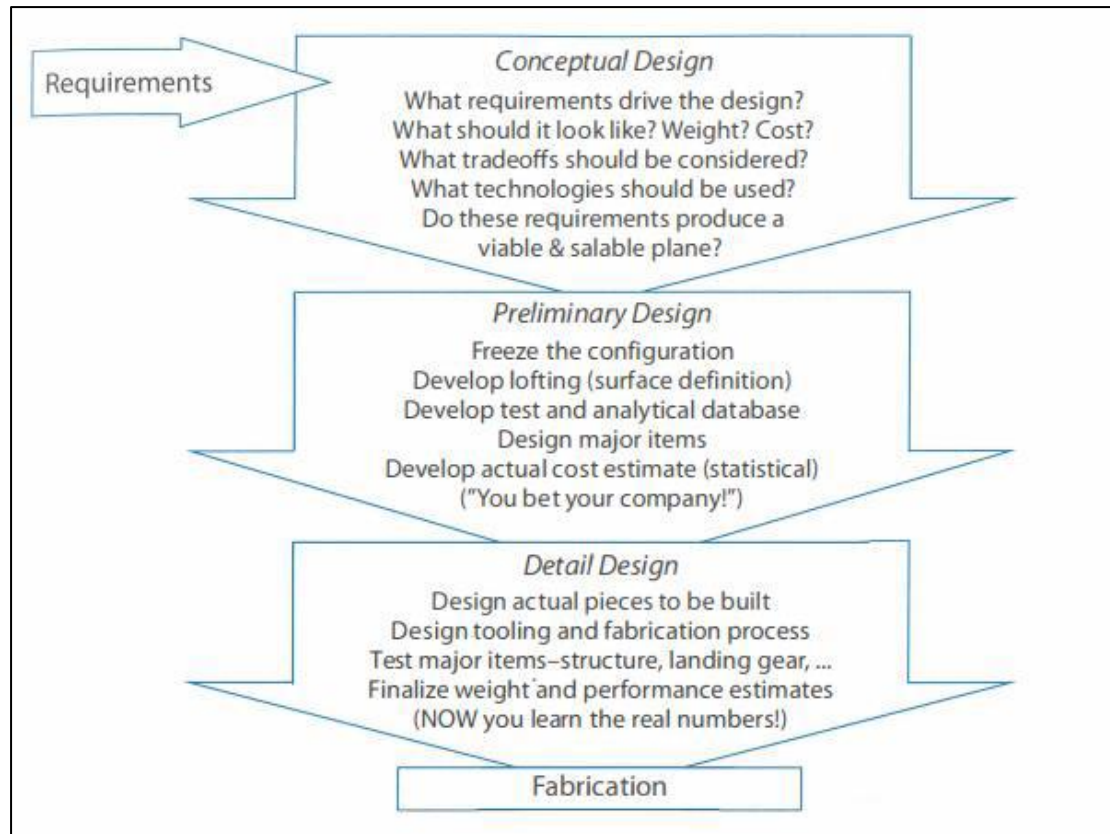 Requirements
Conceptual Design
What requirements drive the design?
What should it look like? Weight? Cost?
What tradeoffs should be considered?
What technologies should be used?
Do these requirements produce a
viable & salable plane?
Preliminary Design
Freeze the configuration
Develop lofting (surface definition)
Develop test and analytical database
Design major items
Develop actual cost estimate (statistical)
("You bet your company!")
Detail Design
Design actual pieces to be built
Design tooling and fabrication process
Test major items–structure, landing gear, ...
Finalize weight and performance estimates
(NOW you learn the real numbers!)
Fabrication